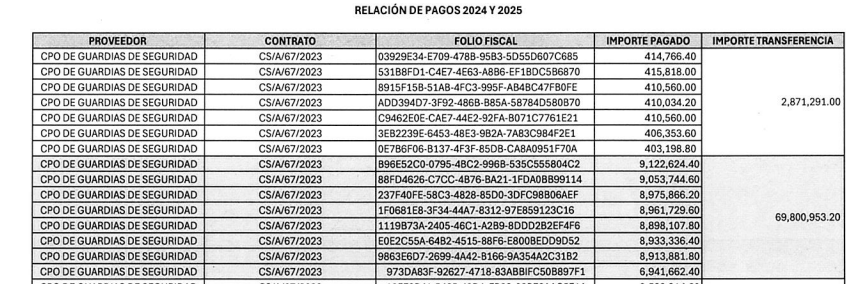 RELACIÓN DE PAGOS 2024 Y 2025
PROVEEDOR CONTRATO FOLIO FISCAL IMPORTE PAGADO IMPORTE TRANSFERENCIA
CPO DE GUARDIAS DE SEGURIDAD CS/A/67/2023 03929E34-E709-478B-95B3-5D55D607C685 414,766.40
CPO DE GUARDIAS DE SEGURIDAD CS/A/67/2023 531B8FD1-C4E7-4E63-A8B6-EF1BDC5B6870 415,818.00
CPO DE GUARDIAS DE SEGURIDAD CS/A/67/2023 8915F15B-51AB-4FC3-995F-AB4BC47FB0FE 410,560.00
CPO DE GUARDIAS DE SEGURIDAD CS/A/67/2023 ADD394D7-3F92-486B-B85A-58784D580B70 410,034.20 2,871,291.00
CPO DE GUARDIAS DE SEGURIDAD CS/A/67/2023 C9462E0E-CAE7-44E2-92FA-B071C7761E21 410,560.00
CPO DE GUARDIAS DE SEGURIDAD CS/A/67/2023 3EB2239E-6453-48E3-9B2A-7A83C984F2E1 406,353.60
CPO DE GUARDIAS DE SEGURIDAD CS/A/67/2023 0E7B6F06-B137-4F3F-85DB-CA8A0951F70A 403,198.80
CPO DE GUARDIAS DE SEGURIDAD CS/A/67/2023 B96E52C0-0795-4BC2-996B-535C555804C2 9,122,624.40
CPO DE GUARDIAS DE SEGURIDAD CS/A/67/2023 88FD4626-C7CC-4B76-BA21-1FDA0BB99114 9,053,744.60
CPO DE GUARDIAS DE SEGURIDAD CS/A/67/2023 237F40FE-58C3-4828-85D0-3DFC98B06AEF 8,975,866.20
CPO DE GUARDIAS DE SEGURIDAD CS/A/67/2023 1F0681E8-3F34-44A7-8312-97E859123C16 8,961,729.60
CPO DE GUARDIAS DE SEGURIDAD CS/A/67/2023 1119B73A-2405-46C1-A2B9-8DDD2B2EF4F6 8,898,107.80 69,800,953.20
CPO DE GUARDIAS DE SEGURIDAD CS/A/67/2023 E0E2C55A-64B2-4515-88F6-E800BEDD9D52 8,933,336.40
CPO DE GUARDIAS DE SEGURIDAD CS/A/67/2023 9863E6D7-2699-4A42-B166-9A354A2C31B2 8,913,881.80
CPO DE GUARDIAS DE SEGURIDAD CS/A/67/2023 973DA83F-92627-4718-83ABBIFC50B897F1 6,941,662.40